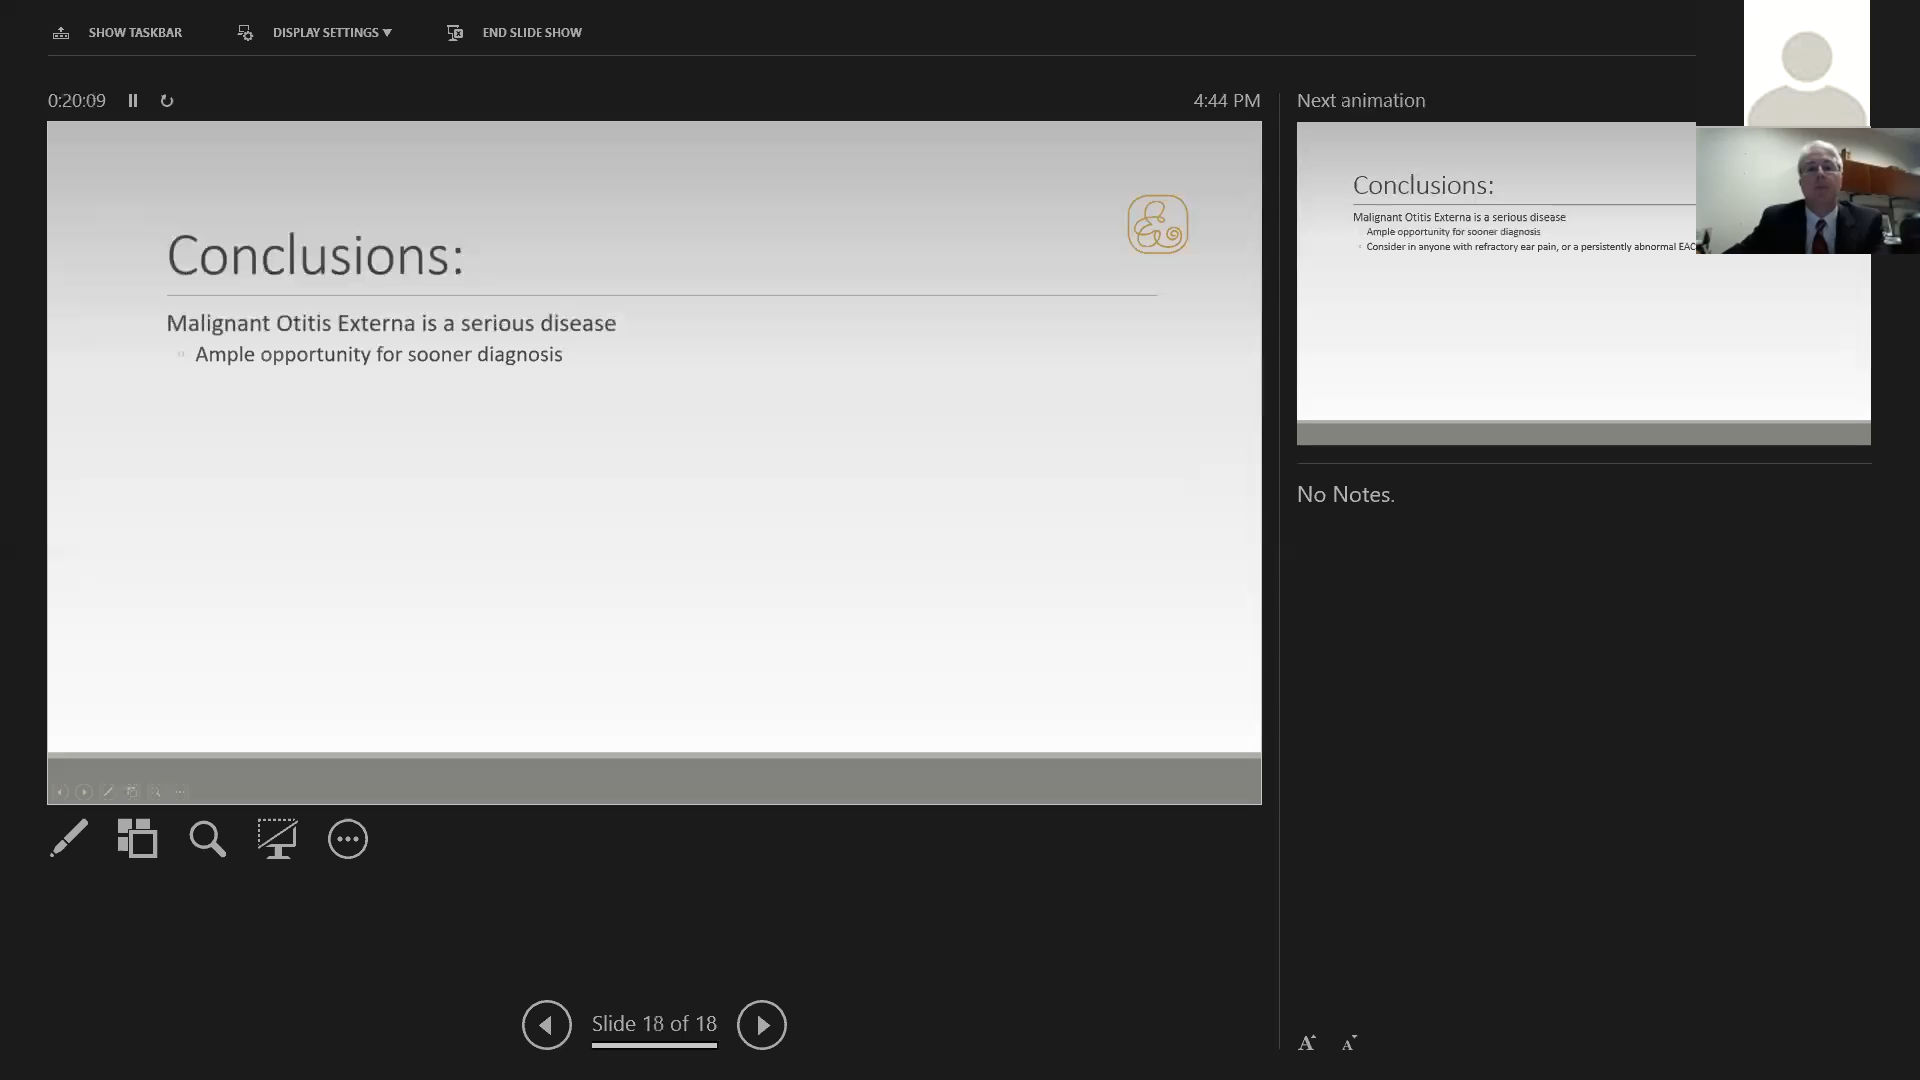 SHOW TASKBAR
DISPLAY SETTINGS ▼
END SLIDE SHOW
0:20:09
4:44 PM
Conclusions:
Malignant Otitis Externa is a serious disease
Ample opportunity for sooner diagnosis
Slide 18 of 18
Next animation
Conclusions:
Malignant Otitis Externa is a serious disease
Ample opportunity for sooner diagnosis
Consider in anyone with refractory ear pain, or a persistently abnormal EAC
No Notes.
A A